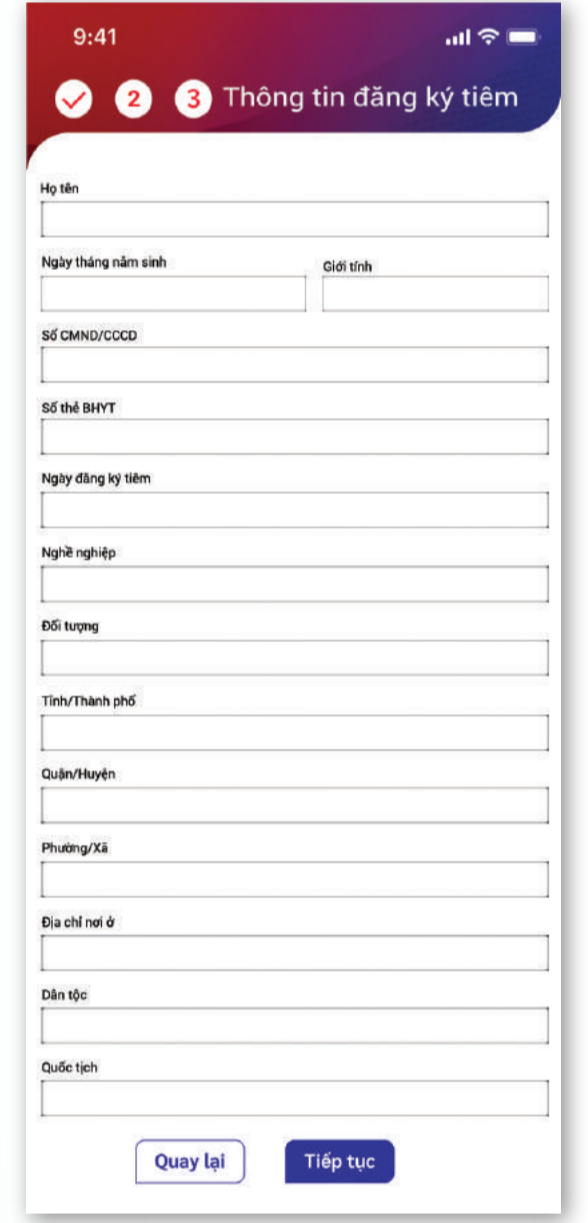 9:41
2 3 Thông tin đăng ký tiêm
Họ tên
Ngày tháng năm sinh Giới tính
Số CMND/CCCD
Số thẻ BHYT
Ngày đăng ký tiêm
Nghề nghiệp
Đối tượng
Tỉnh/Thành phố
Quận/Huyện
Phường/Xã
Địa chỉ nơi ở
Dân tộc
Quốc tịch
Quay lại Tiếp tục